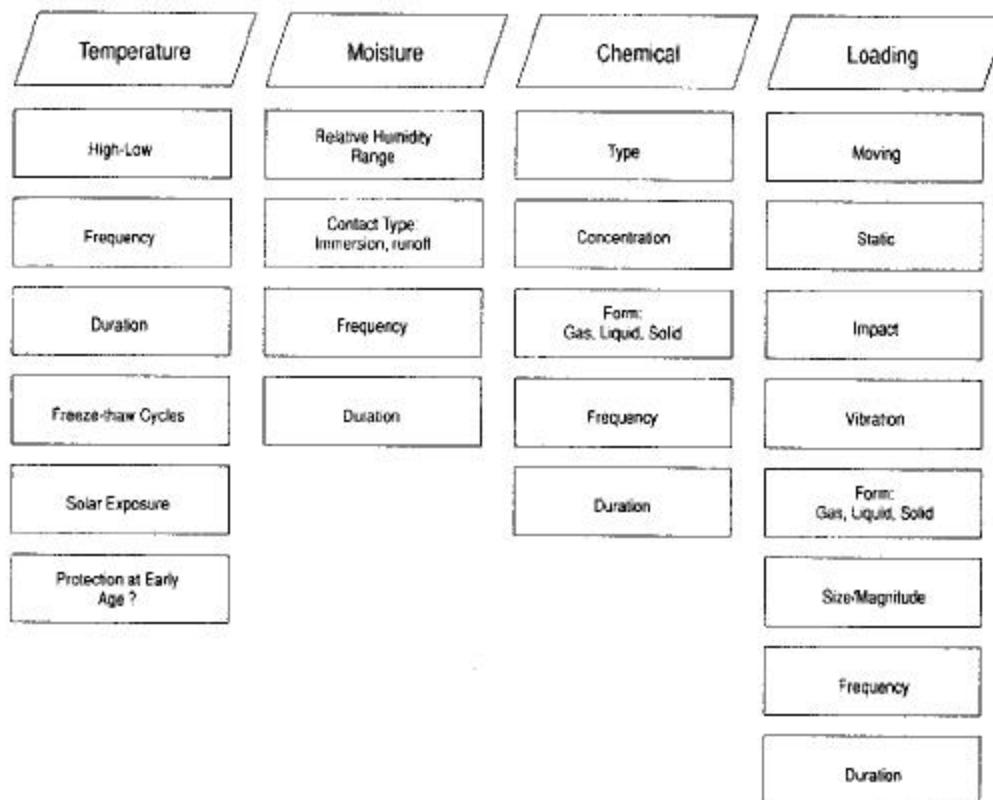 Temperature
Moisture
Chemical
Loading
High-Low
Relative Humidity
Range
Type
Moving
Frequency
Contact Type:
Immersion, runoff
Concentration
Static
Duration
Frequency
Form:
Gas, Liquid, Solid
Impact
Freeze-thaw Cycles
Duration
Frequency
Vibration
Solar Exposure
Duration
Form:
Gas, Liquid, Solid
Protection at Early
Age ?
Size/Magnitude
Frequency
Duration